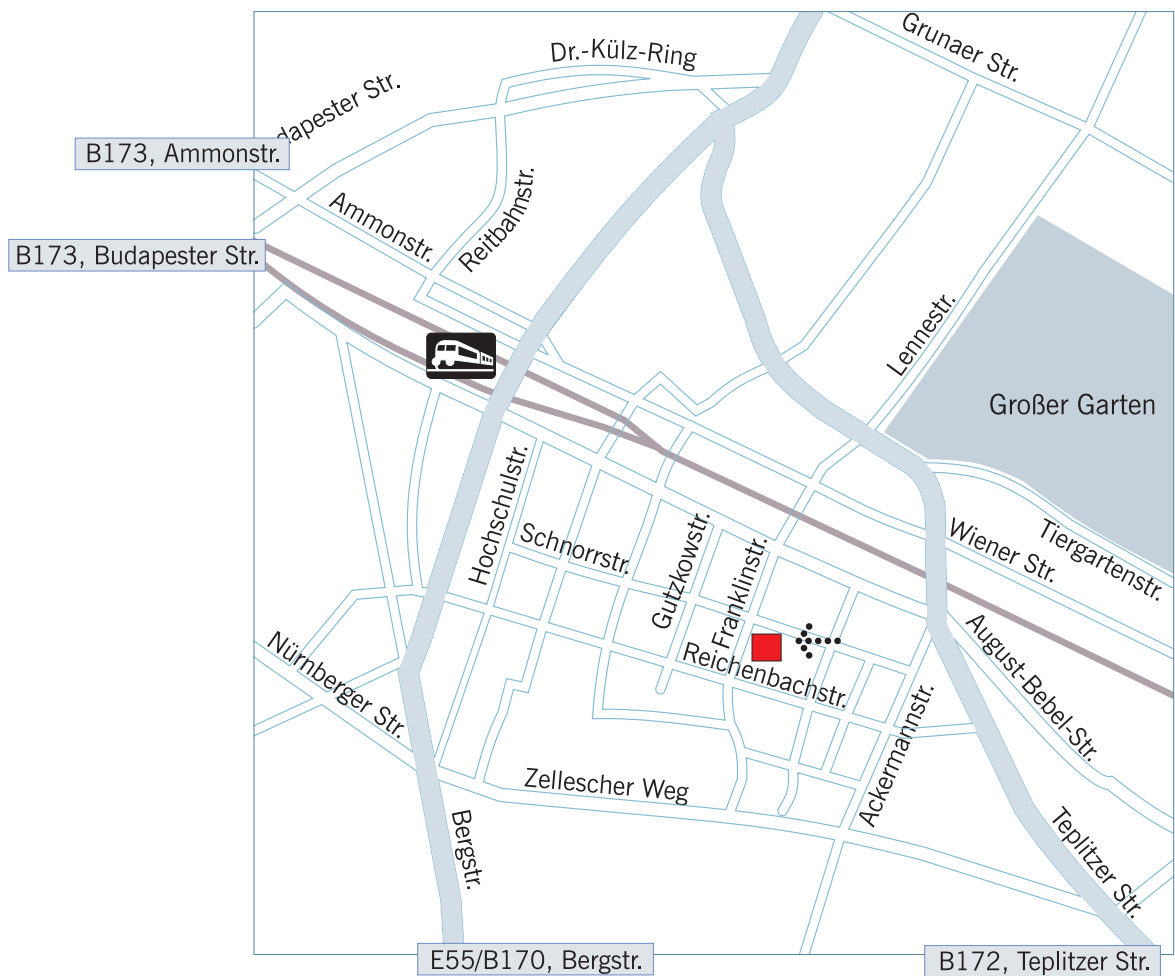 Grunaer Str.
Dr.-Külz-Ring
dapester Str.
B173, Ammonstr.
Ammonstr.
Reitbahnstr.
B173, Budapester Str.
Lennestr.
Großer Garten
Hochschulstr.
Schnorrstr.
Gutzkowstr.
Franklinstr.
Wiener Str.
Tiergartenstr.
Nürnberger Str.
Reichenbachstr.
August-Bebel-Str.
Ackermannstr.
Zellescher Weg
Bergstr.
Teplitzer Str.
E55/B170, Bergstr.
B172, Teplitzer Str.